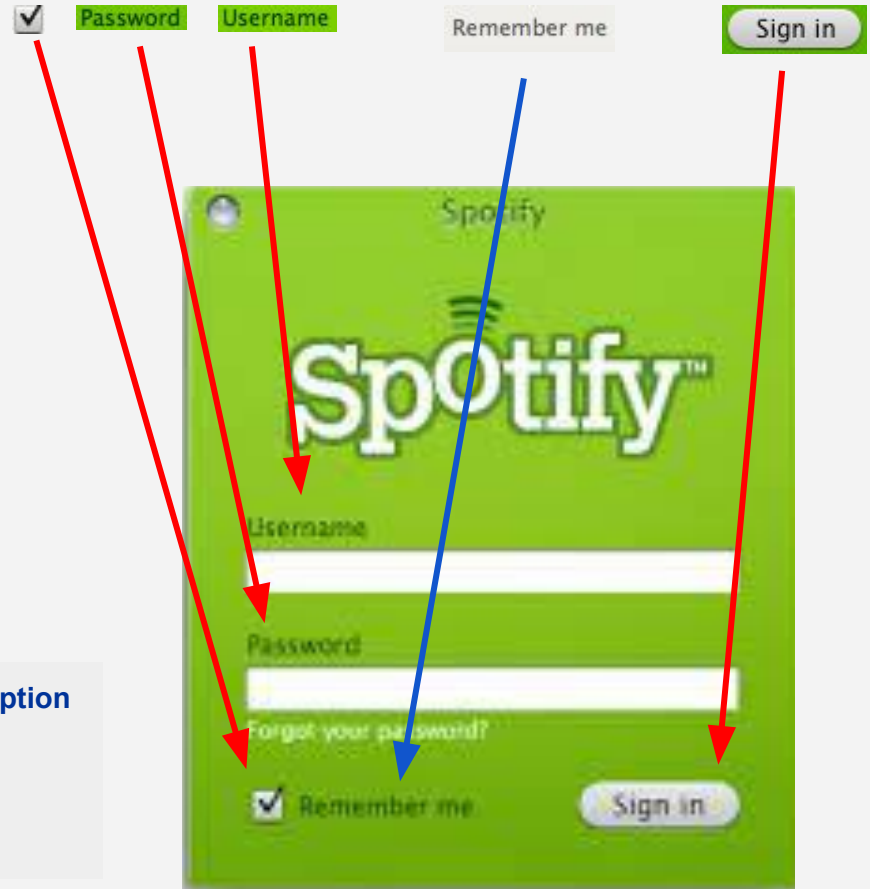 Password Username Remember me Sign in
Spotify
Spotify™
Username
Password
ption
Forgot your password?
Remember me Sign in